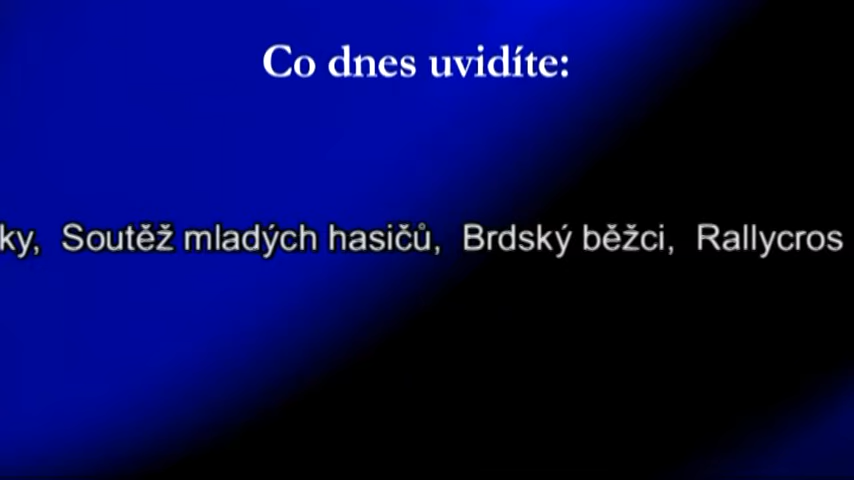 Co dnes uvidíte:
ky, Soutěž mladých hasičů, Brdský běžci, Rallycros